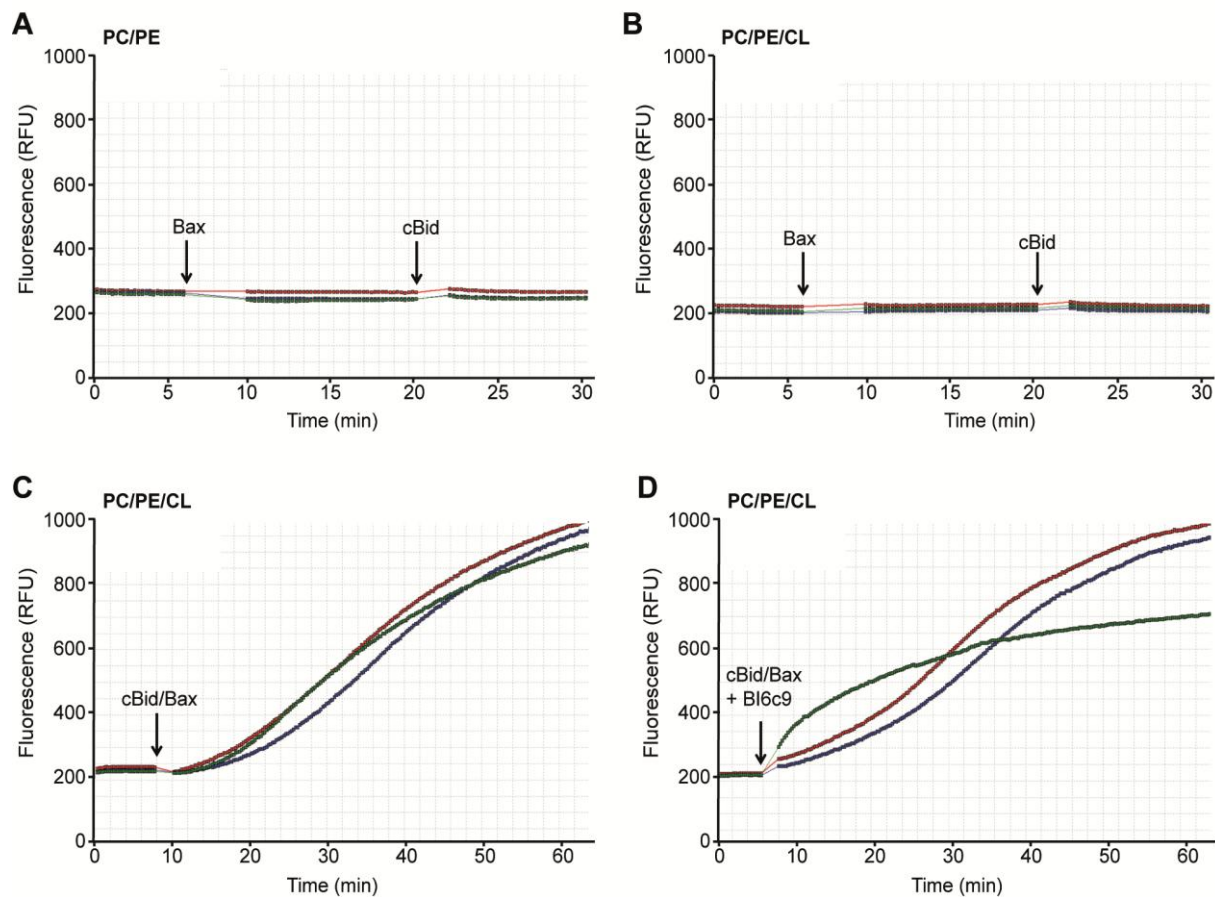 A
PC/PE
Fluorescence (RFU)
1000
800
600
400
200
0
Bax
cBid
0 5 10 15 20 25 30
Time (min)
B
PC/PE/CL
Fluorescence (RFU)
1000
800
600
400
200
0
Bax
cBid
0 5 10 15 20 25 30
Time (min)
C
PC/PE/CL
Fluorescence (RFU)
1000
800
600
400
200
0
cBid/Bax
0 10 20 30 40 50 60
Time (min)
D
PC/PE/CL
Fluorescence (RFU)
1000
800
600
400
200
0
cBid/Bax
+ BI6c9
10 20 30 40 50 60
Time (min)